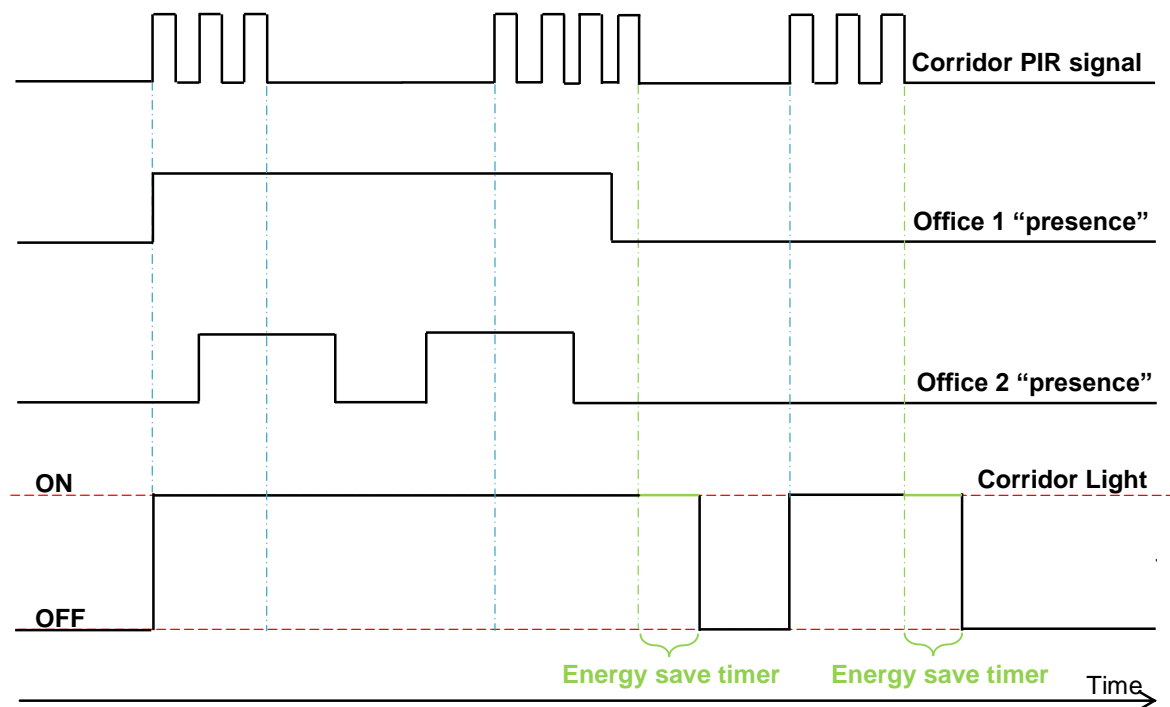 Corridor PIR signal
Office 1 “presence”
Office 2 “presence”
ON
Corridor Light
OFF
Energy save timer
Energy save timer
Time